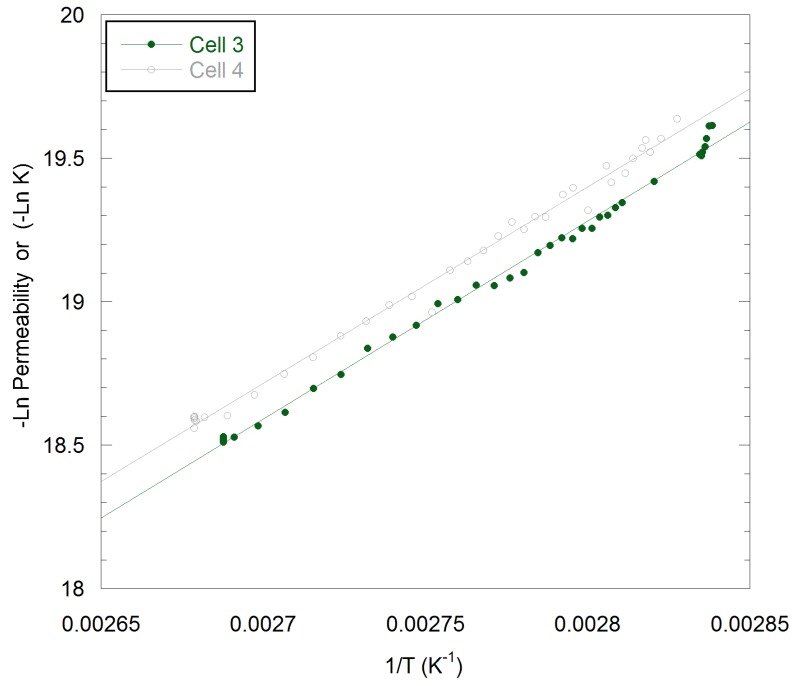 20
Cell 3
Cell 4
19.5
19
18.5
18
-Ln Permeability or (-Ln K)
0.00265
0.0027
0.00275
0.0028
0.00285
1/T (K⁻¹)